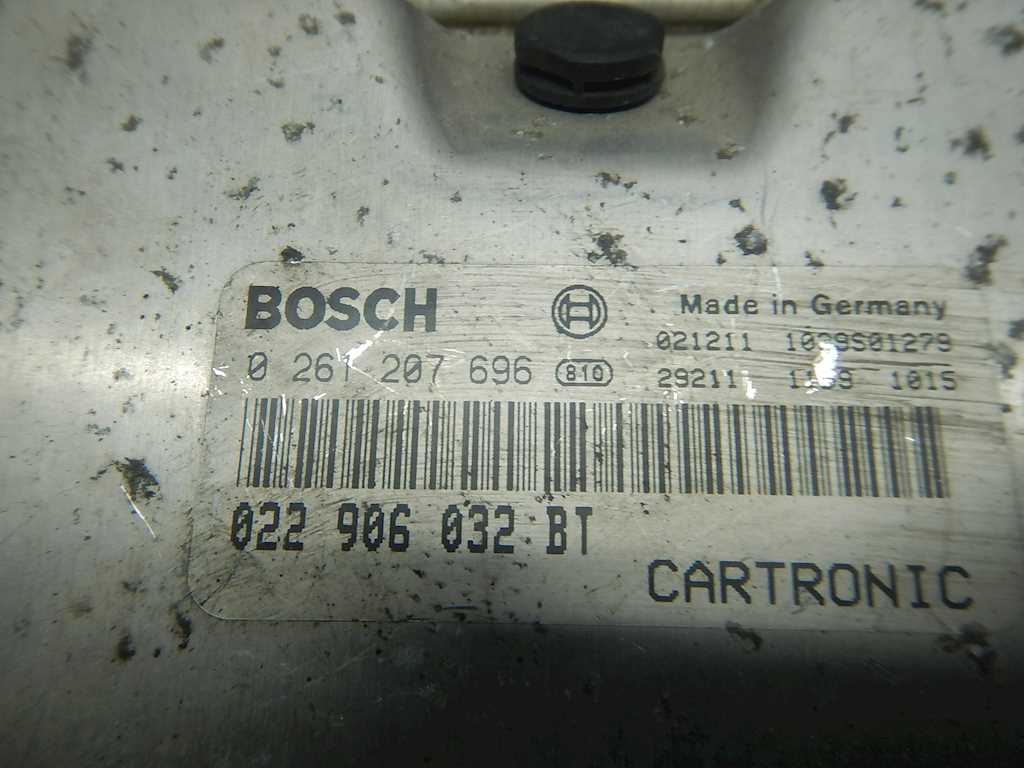 BOSCH
Made in Germany
021211
0 261 207 696 810
29211 1015
022 906 032 BT
CARTRONIC